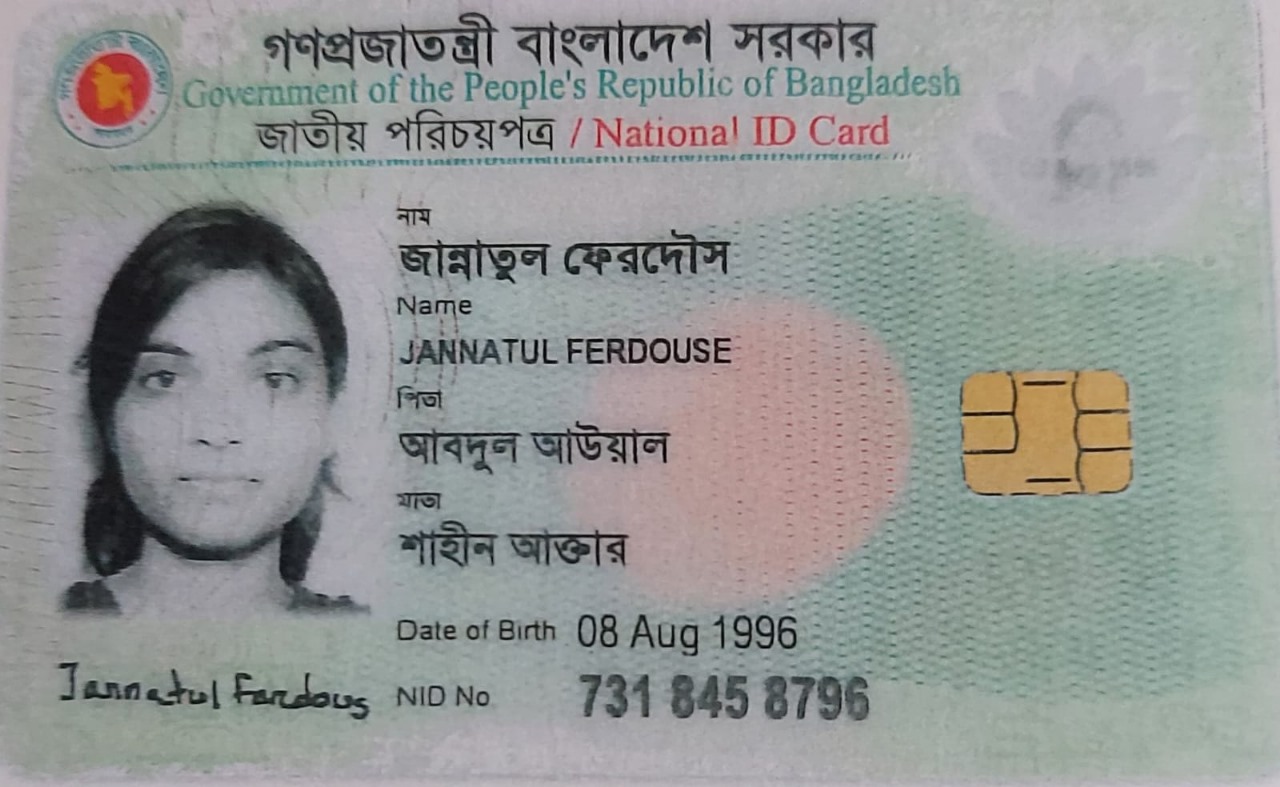 গণপ্রজাতন্ত্রী বাংলাদেশ সরকার
Government of the People's Republic of Bangladesh
জাতীয় পরিচয়পত্র / National ID Card
নাম
জান্নাতুন ফেরদৌস
Name
JANNATUL FERDOUSE
পিতা
আবদুল আউয়াল
মাতা
শাহীন আক্তার
Date of Birth 08 Aug 1996
Jannatul Fardous
NID No 731 845 8796